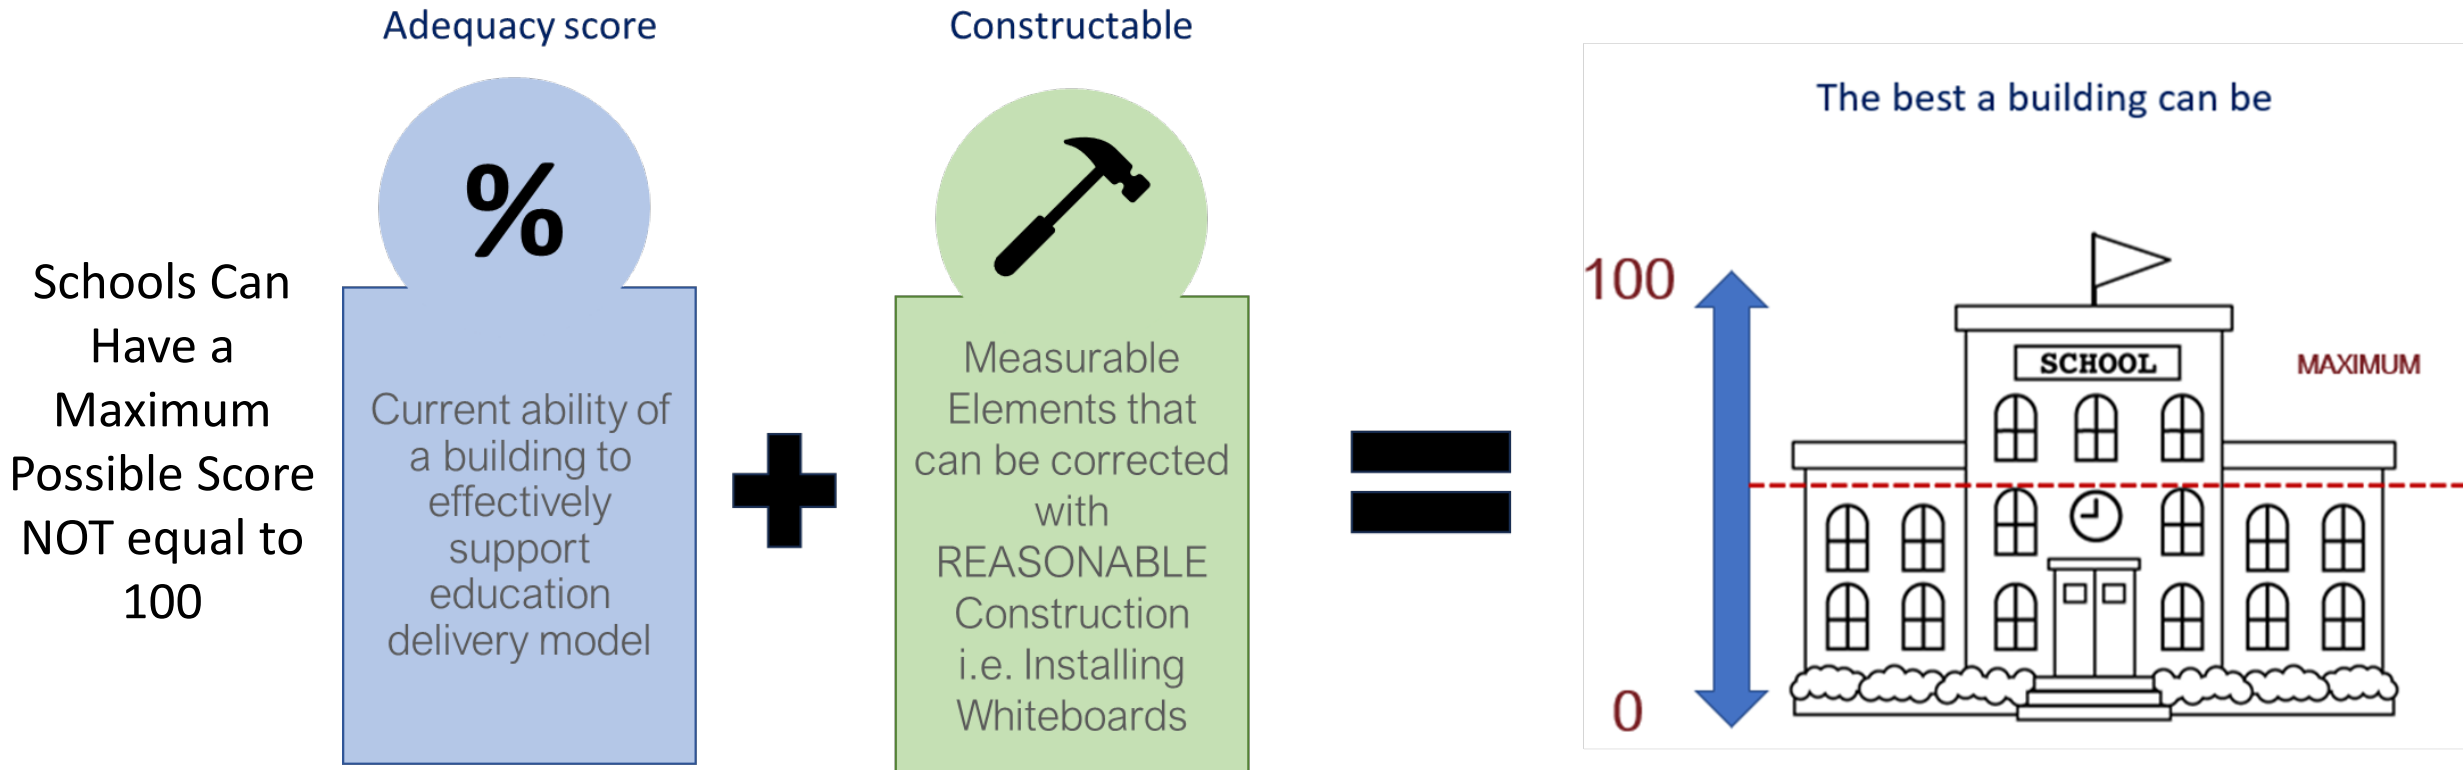 Schools Can
Have a
Maximum
Possible Score
NOT equal to
100
Adequacy score
%
Current ability of
a building to
effectively
support
education
delivery model
Constructable
Measurable
Elements that
can be corrected
with
REASONABLE
Construction
i.e. Installing
Whiteboards
The best a building can be
100
SCHOOL
MAXIMUM
0